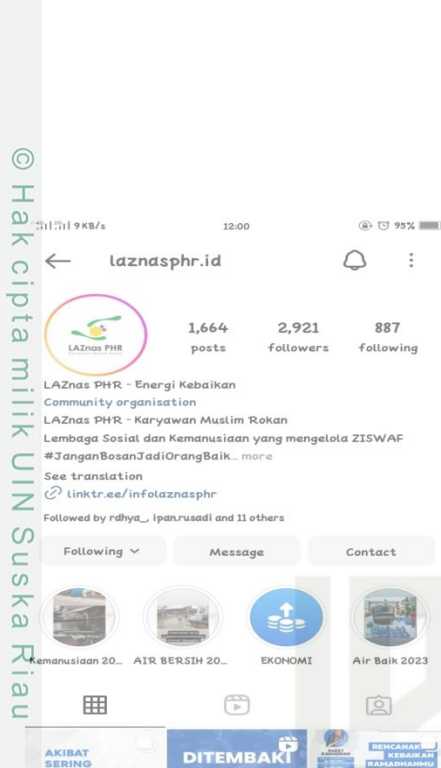 © Hak cipta milik UIN Suska Riau
9 KB/s 12:00 95%
laznasphr.id
LAZnas PHR
1,664 2,921 887
posts followers following
LAZnas PHR - Energi Kebaikan
Community organisation
LAZnas PHR - Karyawan Muslim Rokan
Lembaga Sosial dan Kemanusiaan yang mengelola ZISWAF
#JanganBosanJadiOrangBaik... more
See translation
linktr.ee/infolaznasphr
Followed by rdhya_, ipan.rusadi and 11 others
Following Message Contact
Kemanusiaan 20... AIR BERSIH 20... EKONOMI Air Baik 2023
AKIBAT
SERING
DITEMBAKI
RENCANAKAN
KEBAIKAN
RAMADHANMU